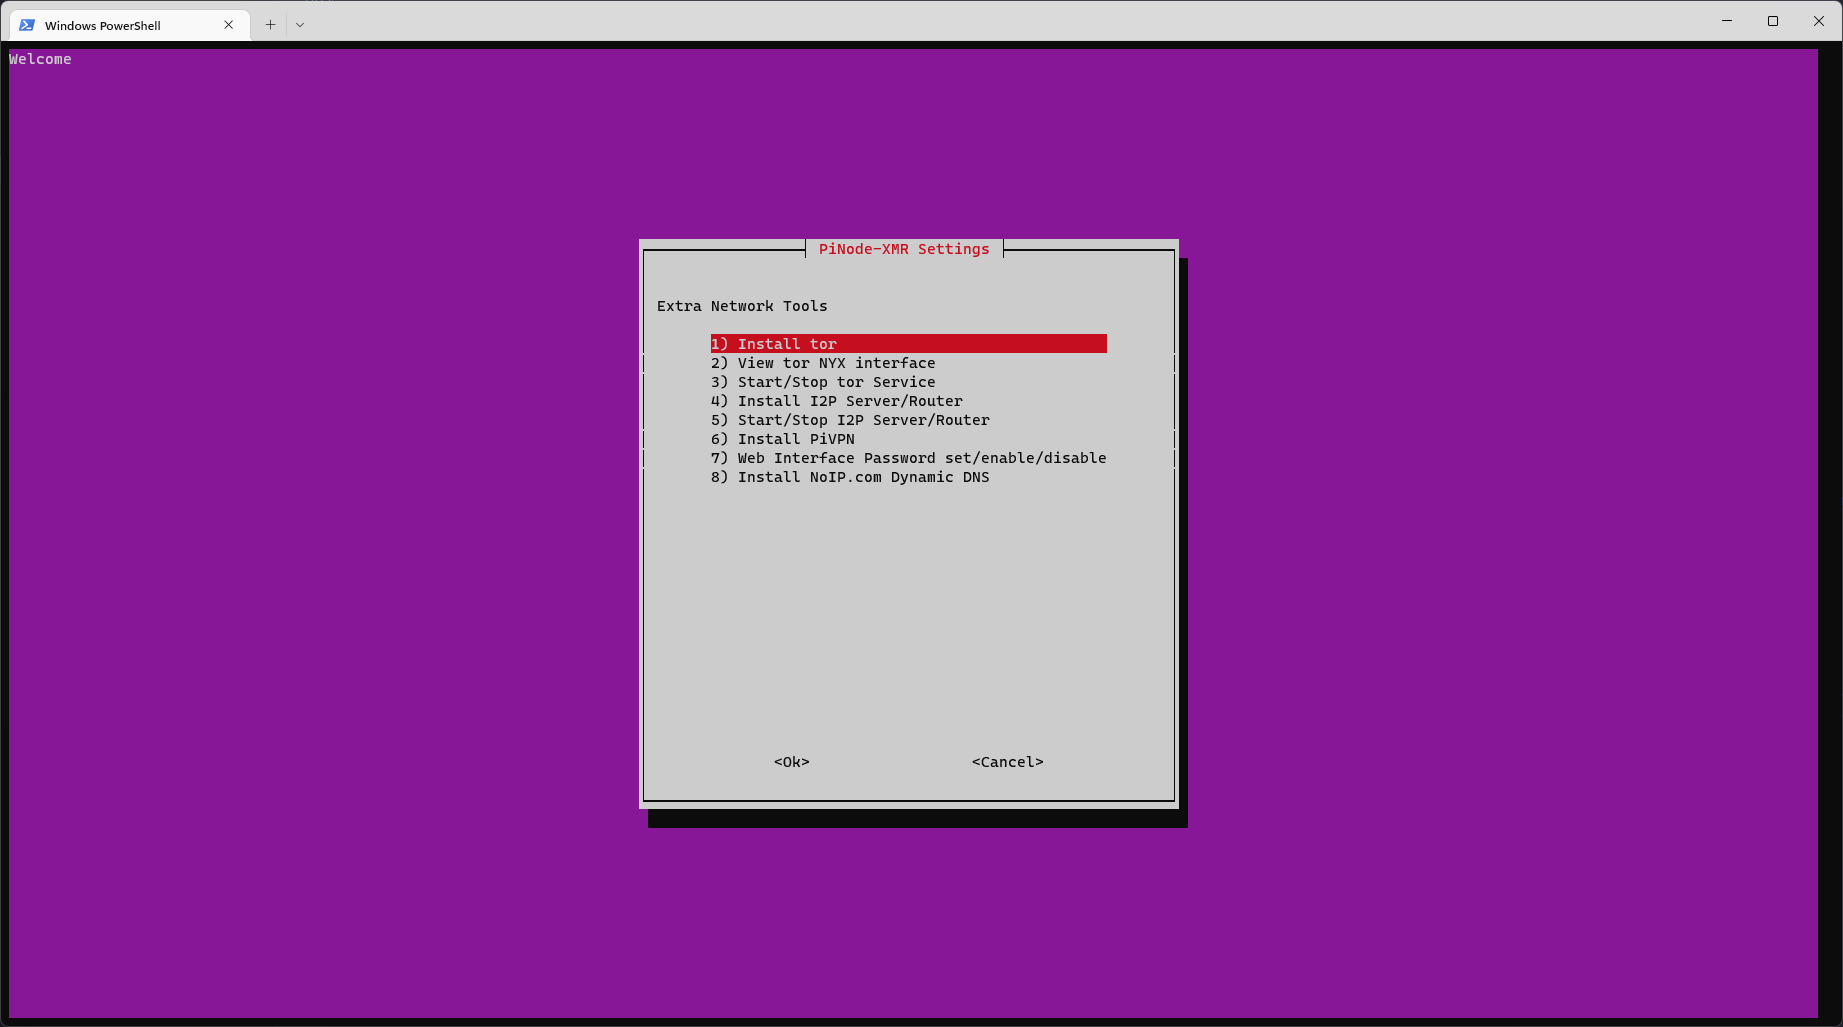 Windows PowerShell
Welcome
PiNode-XMR Settings
Extra Network Tools
1) Install tor
2) View tor NYX interface
3) Start/Stop tor Service
4) Install I2P Server/Router
5) Start/Stop I2P Server/Router
6) Install PiVPN
7) Web Interface Password set/enable/disable
8) Install NoIP.com Dynamic DNS
<Ok> <Cancel>